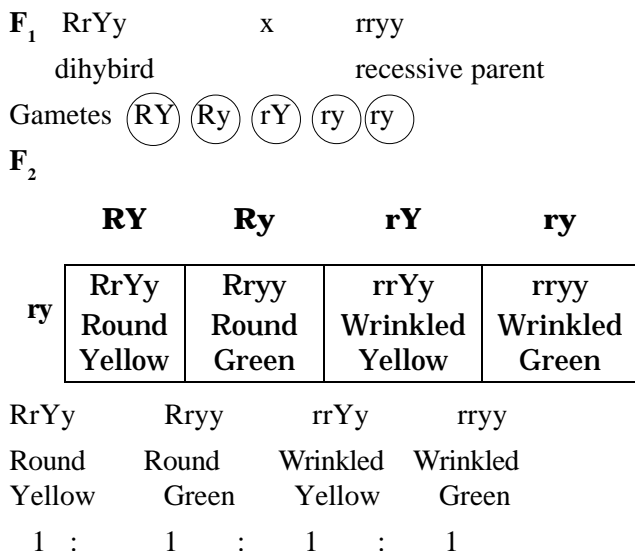 F1 RrYy x rryy
dihybird recessive parent
Gametes RY Ry rY ry ry
F2
RY Ry rY ry
ry
RrYy Rryy rrYy rryy
Round Round Wrinkled Wrinkled
Yellow Green Yellow Green
RrYy Rryy rrYy rryy
Round Round Wrinkled Wrinkled
Yellow Green Yellow Green
1 : 1 : 1 : 1